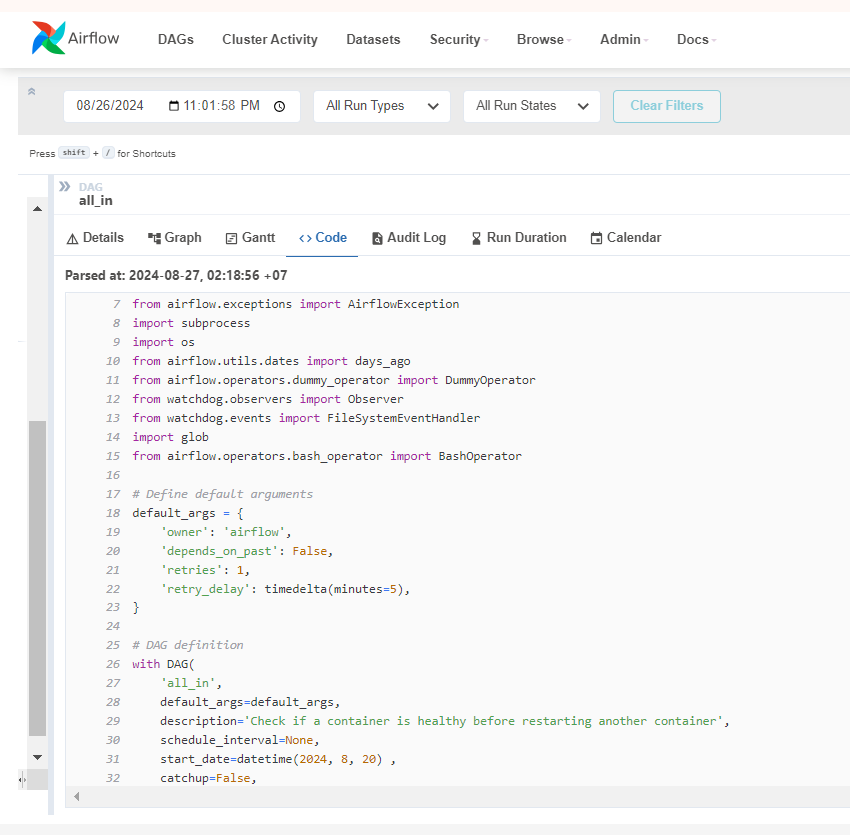 Airflow DAGs Cluster Activity Datasets Security Browse Admin Docs
08/26/2024 11:01:58 PM All Run Types All Run States Clear Filters
Press shift + / for Shortcuts
DAG
all_in
Details Graph Gantt Code Audit Log Run Duration Calendar
Parsed at: 2024-08-27, 02:18:56 +07
7 from airflow.exceptions import AirflowException
8 import subprocess
9 import os
10 from airflow.utils.dates import days_ago
11 from airflow.operators.dummy_operator import DummyOperator
12 from watchdog.observers import Observer
13 from watchdog.events import FileSystemEventHandler
14 import glob
15 from airflow.operators.bash_operator import BashOperator
16
17 # Define default arguments
18 default_args = {
19     'owner': 'airflow',
20     'depends_on_past': False,
21     'retries': 1,
22     'retry_delay': timedelta(minutes=5),
23 }
24
25 # DAG definition
26 with DAG(
27     'all_in',
28     default_args=default_args,
29     description='Check if a container is healthy before restarting another container',
30     schedule_interval=None,
31     start_date=datetime(2024, 8, 20) ,
32     catchup=False,